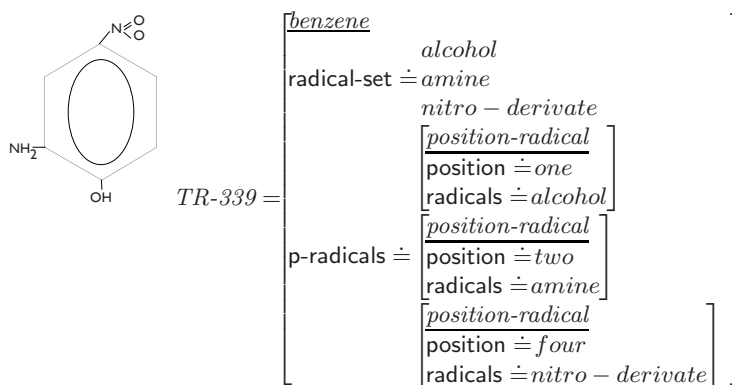 N O
O
NH2
OH
TR-339 =
benzene
radical-set ≐ alcohol
amine
nitro − derivate
p-radicals ≐
position-radical
position ≐ one
radicals ≐ alcohol
position-radical
position ≐ two
radicals ≐ amine
position-radical
position ≐ four
radicals ≐ nitro − derivate